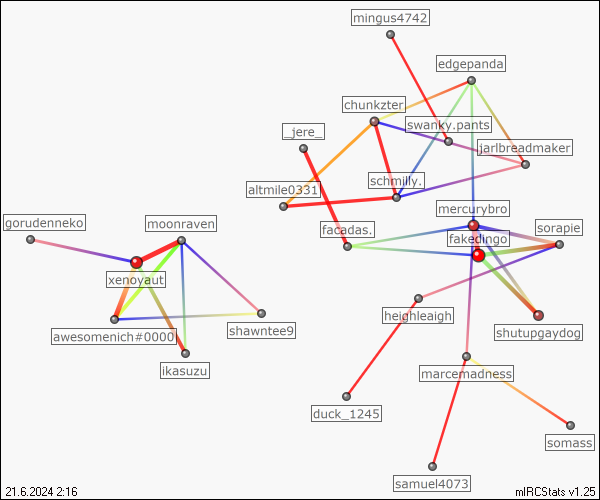 mingus4742
edgepanda
chunkzter
swanky.pants
_jere_
jarlbreadmaker
schmilly.
altmile0331
mercurybro
gorudenneko
moonraven
facadas.
sorapie
fakedingo
xenoyaut
heighleaigh
awesomenich#0000
shawntee9
shutupgaydog
ikasuzu
marcemadness
duck_1245
somass
samuel4073
21.6.2024 2:16
mIRCStats v1.25